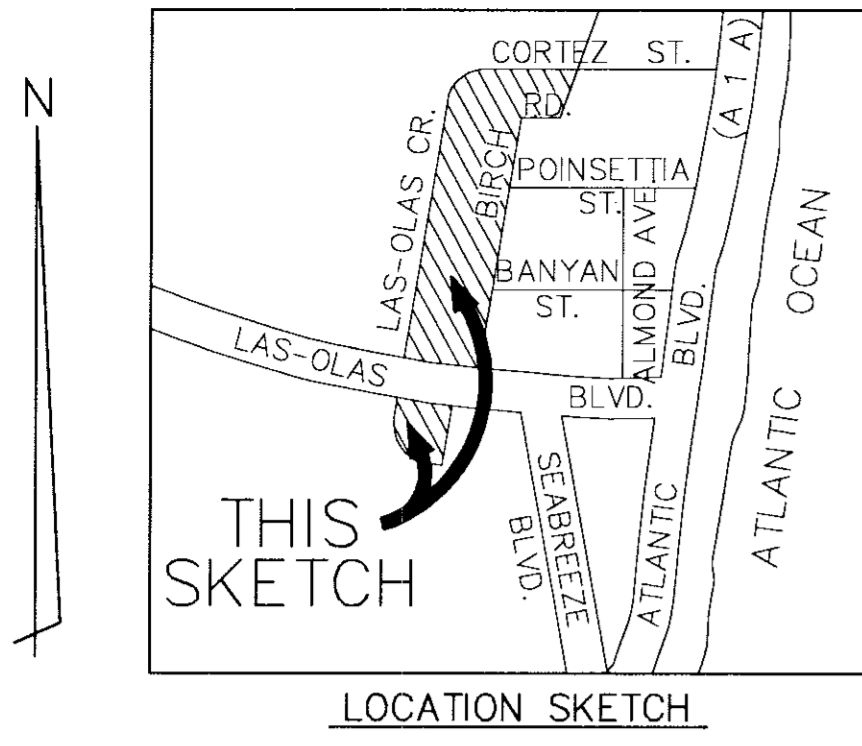 N
CORTEZ ST.
(A 1 A)
LAS-OLAS CR.
BIRCH
RD.
POINSETTIA
ST.
ALMOND AVE
BANYAN
ST.
BLVD.
OCEAN
ATLANTIC
LAS-OLAS
BLVD.
SEABREEZE
BLVD.
ATLANTIC
THIS
SKETCH
LOCATION SKETCH